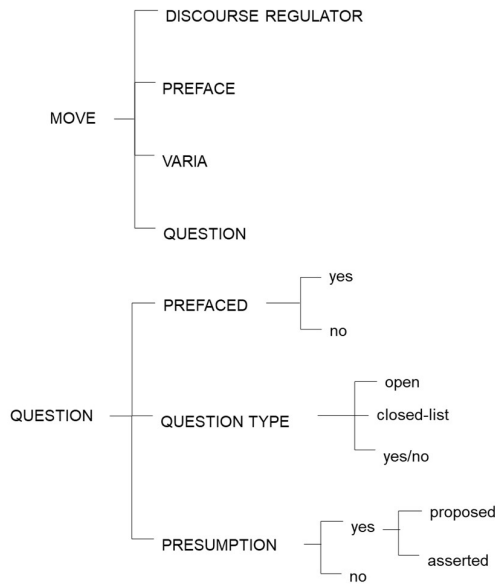 DISCOURSE REGULATOR
PREFACE
MOVE
VARIA
QUESTION
yes
PREFACED
no
open
QUESTION
QUESTION TYPE
closed-list
yes/no
proposed
yes
PRESUMPTION
asserted
no